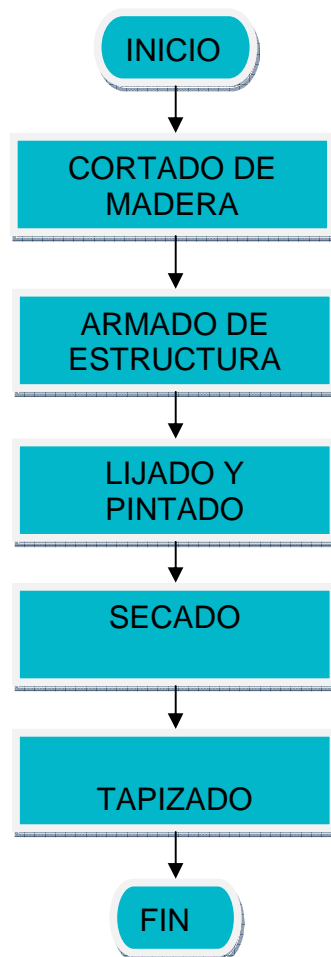 INICIO
CORTADO DE
MADERA
ARMADO DE
ESTRUCTURA
LIJADO Y
PINTADO
SECADO
TAPIZADO
FIN